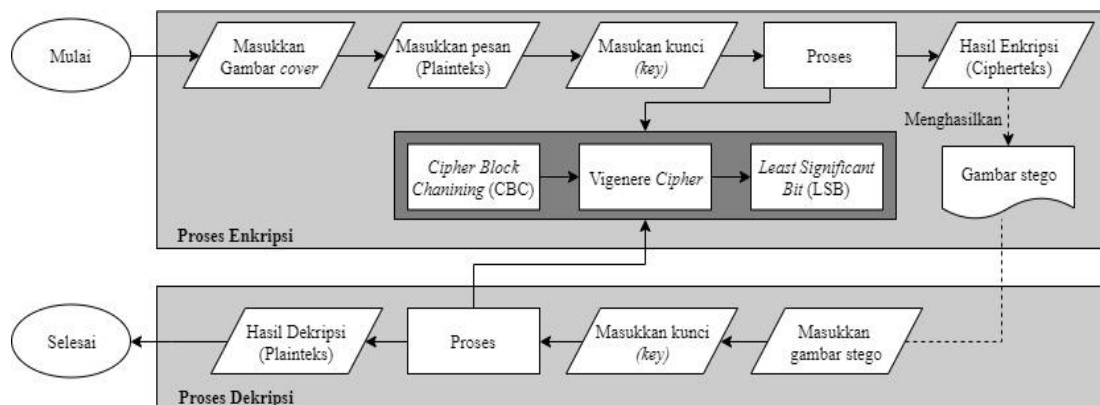 Mulai
Masukkan
Gambar cover
Masukkan pesan
(Plainteks)
Masukan kunci
(key)
Proses
Hasil Enkripsi
(Cipherteks)
Menghasilkan
Cipher Block
Chanining (CBC)
Vigenere Cipher
Least Significant
Bit (LSB)
Gambar stego
Proses Enkripsi
Selesai
Hasil Dekripsi
(Plainteks)
Proses
Masukkan kunci
(key)
Masukkan
gambar stego
Proses Dekripsi